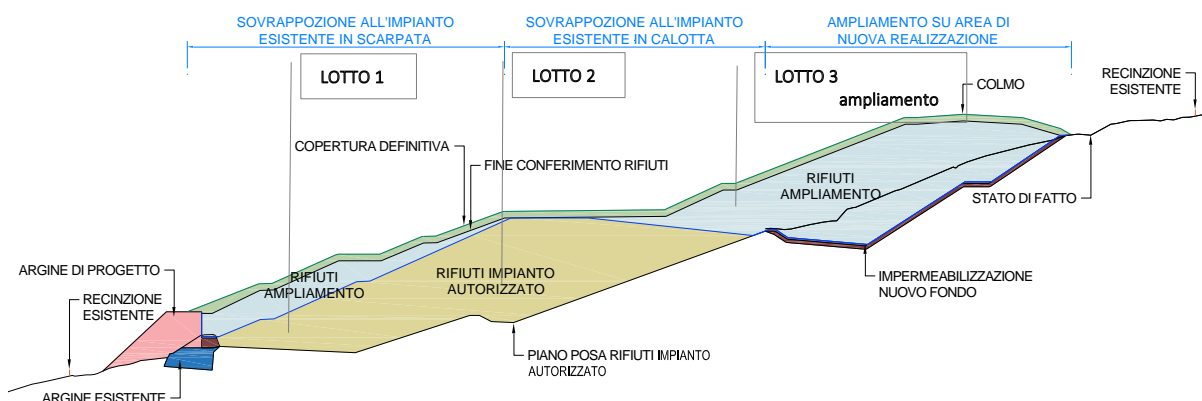 SOVRAPPOZIONE ALL'IMPIANTO
ESISTENTE IN SCARPATA
SOVRAPPOZIONE ALL'IMPIANTO
ESISTENTE IN CALOTTA
AMPLIAMENTO SU AREA DI
NUOVA REALIZZAZIONE
LOTTO 1
LOTTO 2
LOTTO 3
ampliamento
COLMO
RECINZIONE
ESISTENTE
COPERTURA DEFINITIVA
FINE CONFERIMENTO RIFIUTI
RIFIUTI
AMPLIAMENTO
STATO DI FATTO
ARGINE DI PROGETTO
RECINZIONE
ESISTENTE
RIFIUTI
AMPLIAMENTO
RIFIUTI IMPIANTO
AUTORIZZATO
IMPERMEABILIZZAZIONE
NUOVO FONDO
PIANO POSA RIFIUTI IMPIANTO
AUTORIZZATO
ARGINE ESISTENTE